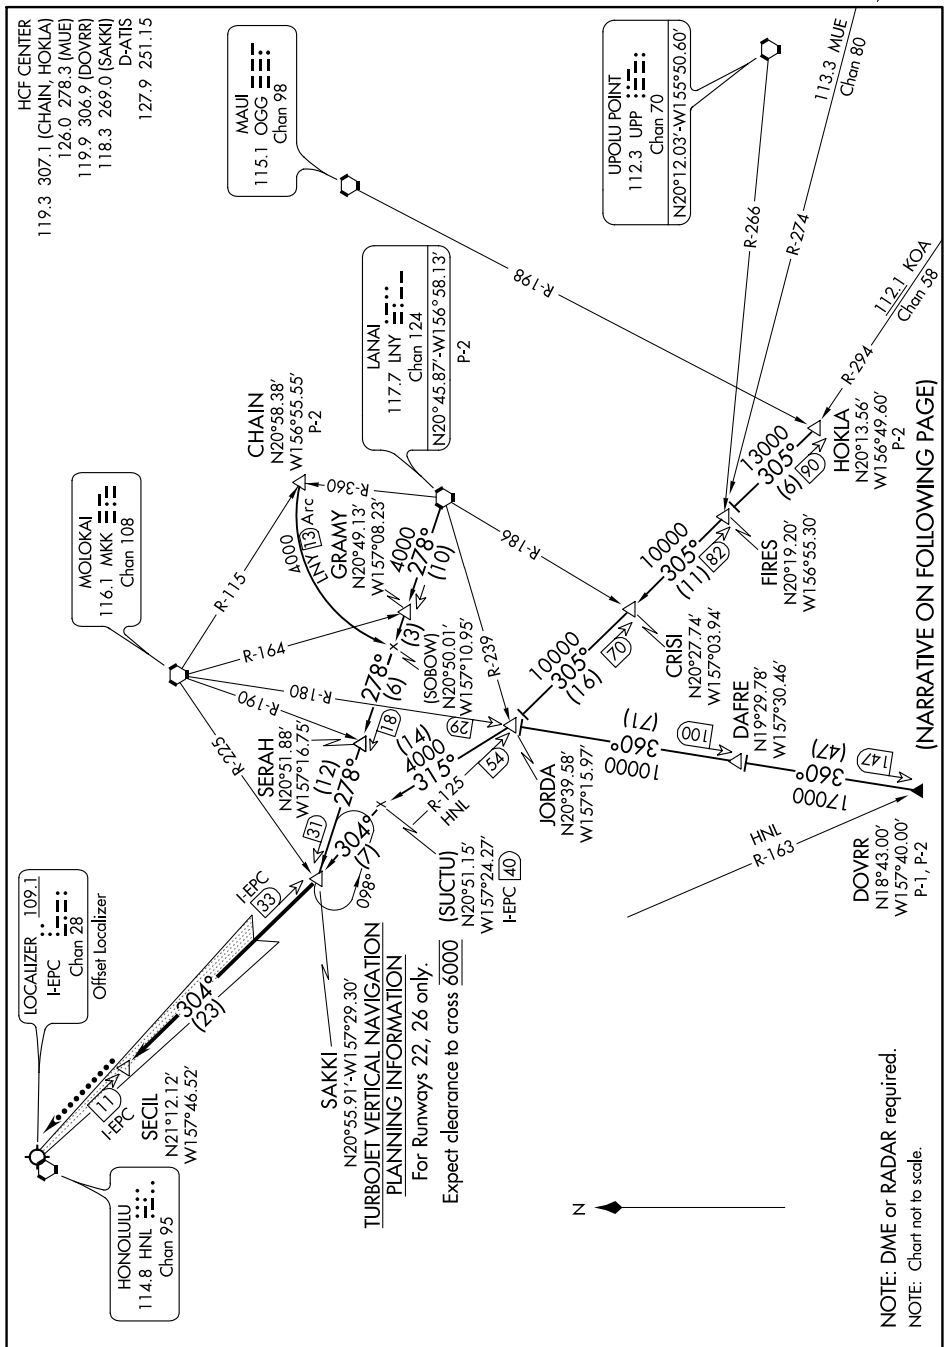 HCF CENTER
119.3 307.1 (CHAIN, HOKLA)
126.0 278.3 (MUE)
119.9 306.9 (DOVRR)
118.3 269.0 (SAKKI)
D-ATIS
127.9 251.15
LOCALIZER 109.1
I-EPC
Chan 28
Offset Localizer
HONOLULU
114.8 HNL
Chan 95
11
I-EPC
SECIL
N21°12.12'
W157°46.52'
304°
(23)
I-EPC
33
MOLOKAI
116.1 MKK
Chan 108
R-225
R-190
R-180
R-164
R-115
MAUI
115.1 OGG
Chan 98
R-198
CHAIN
N20°58.38'
W156°55.55'
P-2
4000
LNY 13 Arc
R-360
LANAI
117.7 LNY
Chan 124
N20°45.87'-W156°58.13'
P-2
GRAMY
N20°49.13'
W157°08.23'
4000
278°
(10)
(3)
(SOBOW)
N20°50.01'
W157°10.95'
278°
(6)
18
SERAH
N20°51.88'
W157°16.75'
(12)
278°
31
SAKKI
N20°55.91'-W157°29.30'
098°
304°
(7)
(SUCTU)
N20°51.15'
W157°24.27'
I-EPC 40
(14)
4000
315°
R-125
HNL
54
29
R-239
R-186
JORDA
N20°39.58'
W157°15.97'
10000
305°
(16)
70
CRISI
N20°27.74'
W157°03.94'
10000
305°
(11)
82
FIRES
N20°19.20'
W156°55.30'
13000
305°
(6)
90
HOKLA
N20°13.56'
W156°49.60'
P-2
UPOLU POINT
112.3 UPP
Chan 70
N20°12.03'-W155°50.60'
R-266
R-274
113.3 MUE
Chan 80
R-294
112.1 KOA
Chan 58
(71)
360°
10000
100
DAFRE
N19°29.78'
W157°30.46'
(47)
360°
17000
147
HNL
R-163
DOVRR
N18°43.00'
W157°40.00'
P-1, P-2
TURBOJET VERTICAL NAVIGATION
PLANNING INFORMATION
For Runways 22, 26 only.
Expect clearance to cross 6000
N
NOTE: DME or RADAR required.
NOTE: Chart not to scale.
(NARRATIVE ON FOLLOWING PAGE)